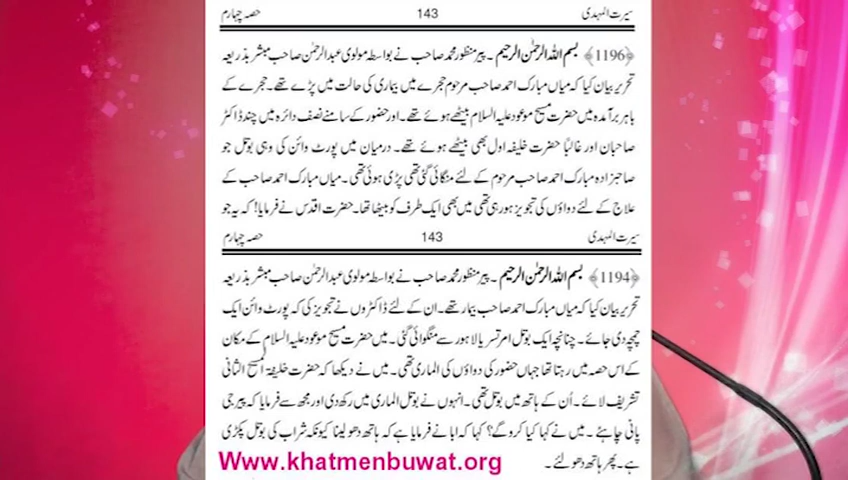 سیرت المہدی 143 حصہ چہارم
﴿1196﴾ بسم اللہ الرحمٰن الرحیم ۔ پیر منظور محمد صاحب نے بواسطہ مولوی عبدالرحمٰن صاحب مبشر بذریعہ
تحریر بیان کیا کہ میاں مبارک احمد صاحب مرحوم حجرے میں بیماری کی حالت میں پڑے تھے۔ حجرے کے
باہر برآمدہ میں حضرت مسیح موعود علیہ السلام بیٹھے ہوئے تھے۔ اور حضور کے سامنے نصف دائرہ میں چند ڈاکٹر
صاحبان اور غالباً حضرت خلیفہ اول بھی بیٹھے ہوئے تھے۔ درمیان میں پورٹ وائن کی وہی بوتل جو
صاحبزادہ مبارک احمد صاحب مرحوم کے لئے منگائی گئی تھی پڑی ہوئی تھی۔ میاں مبارک احمد صاحب کے
علاج کے لئے دواؤں کی تجویز ہو رہی تھی میں بھی ایک طرف کو بیٹھا تھا۔ حضرت اقدس نے فرمایا! کہ یہ جو
سیرت المہدی 143 حصہ چہارم
﴿1194﴾ بسم اللہ الرحمٰن الرحیم ۔ پیر منظور محمد صاحب نے بواسطہ مولوی عبدالرحمٰن صاحب مبشر بذریعہ
تحریر بیان کیا کہ میاں مبارک احمد صاحب بیمار تھے۔ ان کے لئے ڈاکٹروں نے تجویز کی کہ پورٹ وائن ایک
چمچہ دی جائے۔ چنانچہ ایک بوتل امرتسر یا لاہور سے منگوائی گئی۔ میں حضرت مسیح موعود علیہ السلام کے مکان
کے اس حصہ میں رہتا تھا جہاں حضور کی دواؤں کی الماری تھی۔ میں نے دیکھا کہ حضرت خلیفۃ المسیح الثانی
تشریف لائے۔ اُن کے ہاتھ میں بوتل تھی۔ انہوں نے بوتل الماری میں رکھ دی اور مجھ سے فرمایا کہ پیر جی
پانی چاہئے۔ میں نے کہا کیا کرو گے؟ کہا کہ ابا نے فرمایا ہے کہ ہاتھ دھو لینا کیونکہ شراب کی بوتل پکڑی
ہے۔ پھر ہاتھ دھو لئے۔
Www.khatmenbuwat.org